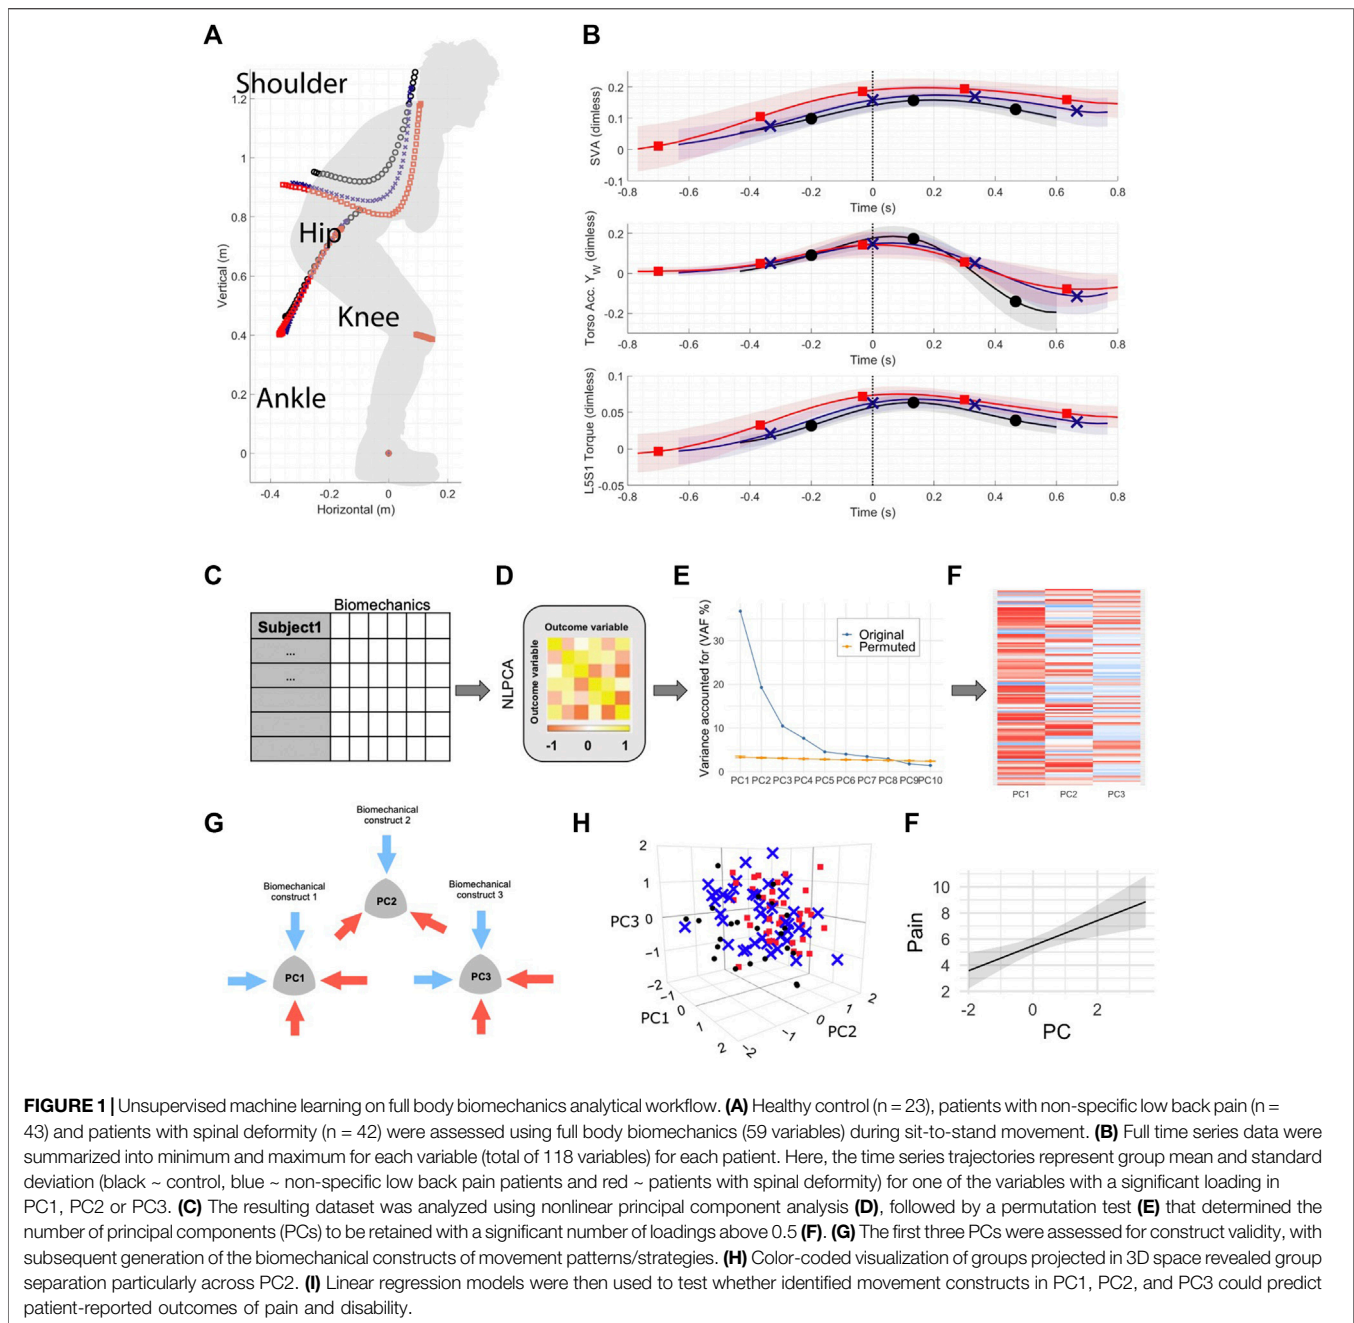 A
Shoulder
1.2
1
0.8
0.6
0.4
0.2
0
Vertical (m)
Hip
Knee
Ankle
-0.4
-0.2
0
0.2
Horizontal (m)
B
0.2
0.1
0
-0.1
SVA (dimless)
-0.8
-0.6
-0.4
-0.2
0
0.2
0.4
0.6
0.8
Time (s)
0.2
0
-0.2
Torso Acc. Y_W (dimless)
-0.8
-0.6
-0.4
-0.2
0
0.2
0.4
0.6
0.8
Time (s)
0.1
0.05
0
-0.05
L5S1 Torque (dimless)
-0.8
-0.6
-0.4
-0.2
0
0.2
0.4
0.6
0.8
Time (s)
C
Biomechanics
Subject1
...
...
D
NLPCA
Outcome variable
Outcome variable
-1
0
1
E
Variance accounted for (VAF %)
30
20
10
0
Original
Permuted
PC1
PC2
PC3
PC4
PC5
PC6
PC7
PC8
PC9
PC10
F
PC1
PC2
PC3
G
Biomechanical
construct 2
Biomechanical
construct 1
Biomechanical
construct 3
PC2
PC1
PC3
H
2
1
0
-1
-2
PC3
-1
0
1
2
PC1
-2
-1
0
1
2
PC2
F
Pain
10
8
6
4
2
-2
0
2
PC
FIGURE 1 | Unsupervised machine learning on full body biomechanics analytical workflow. (A) Healthy control (n = 23), patients with non-specific low back pain (n =
43) and patients with spinal deformity (n = 42) were assessed using full body biomechanics (59 variables) during sit-to-stand movement. (B) Full time series data were
summarized into minimum and maximum for each variable (total of 118 variables) for each patient. Here, the time series trajectories represent group mean and standard
deviation (black ~ control, blue ~ non-specific low back pain patients and red ~ patients with spinal deformity) for one of the variables with a significant loading in
PC1, PC2 or PC3. (C) The resulting dataset was analyzed using nonlinear principal component analysis (D), followed by a permutation test (E) that determined the
number of principal components (PCs) to be retained with a significant number of loadings above 0.5 (F). (G) The first three PCs were assessed for construct validity, with
subsequent generation of the biomechanical constructs of movement patterns/strategies. (H) Color-coded visualization of groups projected in 3D space revealed group
separation particularly across PC2. (I) Linear regression models were then used to test whether identified movement constructs in PC1, PC2, and PC3 could predict
patient-reported outcomes of pain and disability.